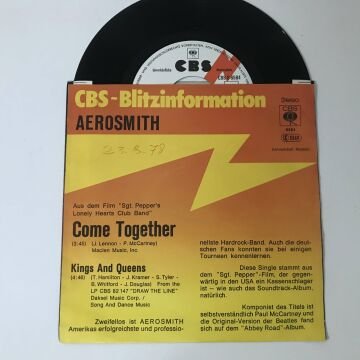 CBS
CBS 6584
CBS-Blitzinformation
AEROSMITH
Stereo
CBS
6584
27.9.78
Aus dem Film "Sgt. Pepper's
Lonely Hearts Club Band"
Come Together
(3:45) (J. Lennon - P. McCartney)
Maclen Music, Inc.
Kings And Queens
(4:46) (T. Hamilton - J. Kramer - S. Tyler -
B. Whitford - J. Douglas) From the
LP CBS 82 147 "DRAW THE LINE"
Daksel Music Corp. /
Song And Dance Music
Zweifellos ist AEROSMITH
Amerikas erfolgreichste und professio-
nellste Hardrock-Band. Auch die deut-
schen Fans konnten sie bei einigen
Tourneen kennenlernen.
Diese Single stammt aus dem
"Sgt. Pepper"-Film, der gegen-
wärtig in den USA ein Kassenschlager
ist – wie auch das Soundtrack-Album,
natürlich.
Komponist des Titels ist
selbstverständlich Paul McCartney und
die Original-Version der Beatles fand
sich auf dem "Abbey Road"-Album.